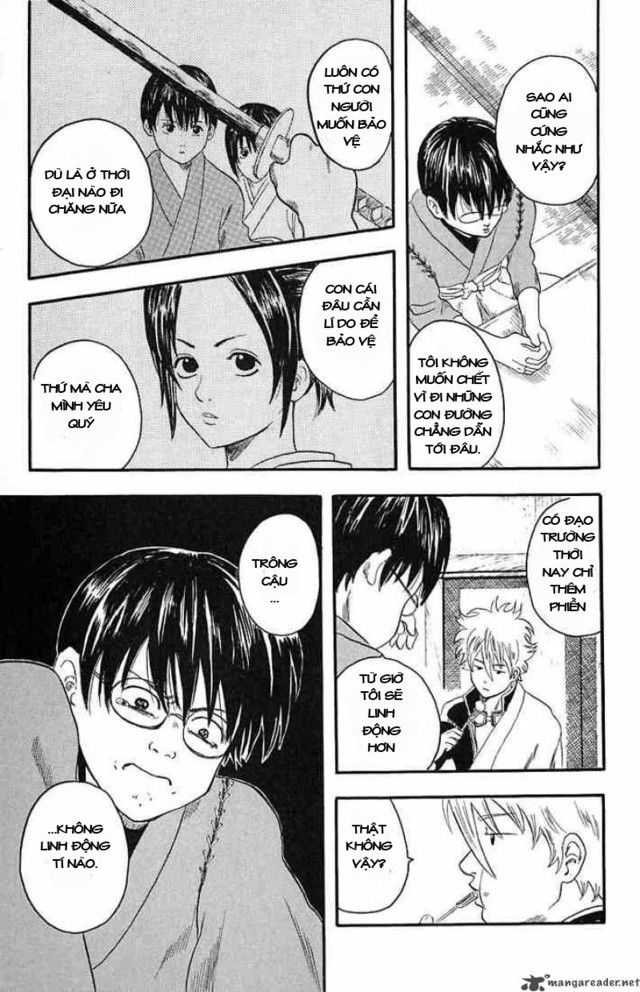 SAO AI
CŨNG
CỨNG
NHẮC NHƯ
VẬY?
TÔI KHÔNG
MUỐN CHẾT
VÌ ĐI NHỮNG
CON ĐƯỜNG
CHẲNG DẪN
TỚI ĐÂU.
LUÔN CÓ
THỨ CON
NGƯỜI
MUỐN BẢO
VỆ
DÙ LÀ Ở THỜI
ĐẠI NÀO ĐI
CHĂNG NỮA
CON CÁI
ĐÂU CẦN
LÍ DO ĐỂ
BẢO VỆ
THỨ MÀ CHA
MÌNH YÊU
QUÝ
CÓ ĐẠO
TRƯỜNG
THỜI
NAY CHỈ
THÊM
PHIỀN
TỪ GIỜ
TÔI SẼ
LINH
ĐỘNG
HƠN
THẬT
KHÔNG
VẬY?
TRÔNG
CẬU
...
...KHÔNG
LINH ĐỘNG
TÍ NÀO.
mangareader.net